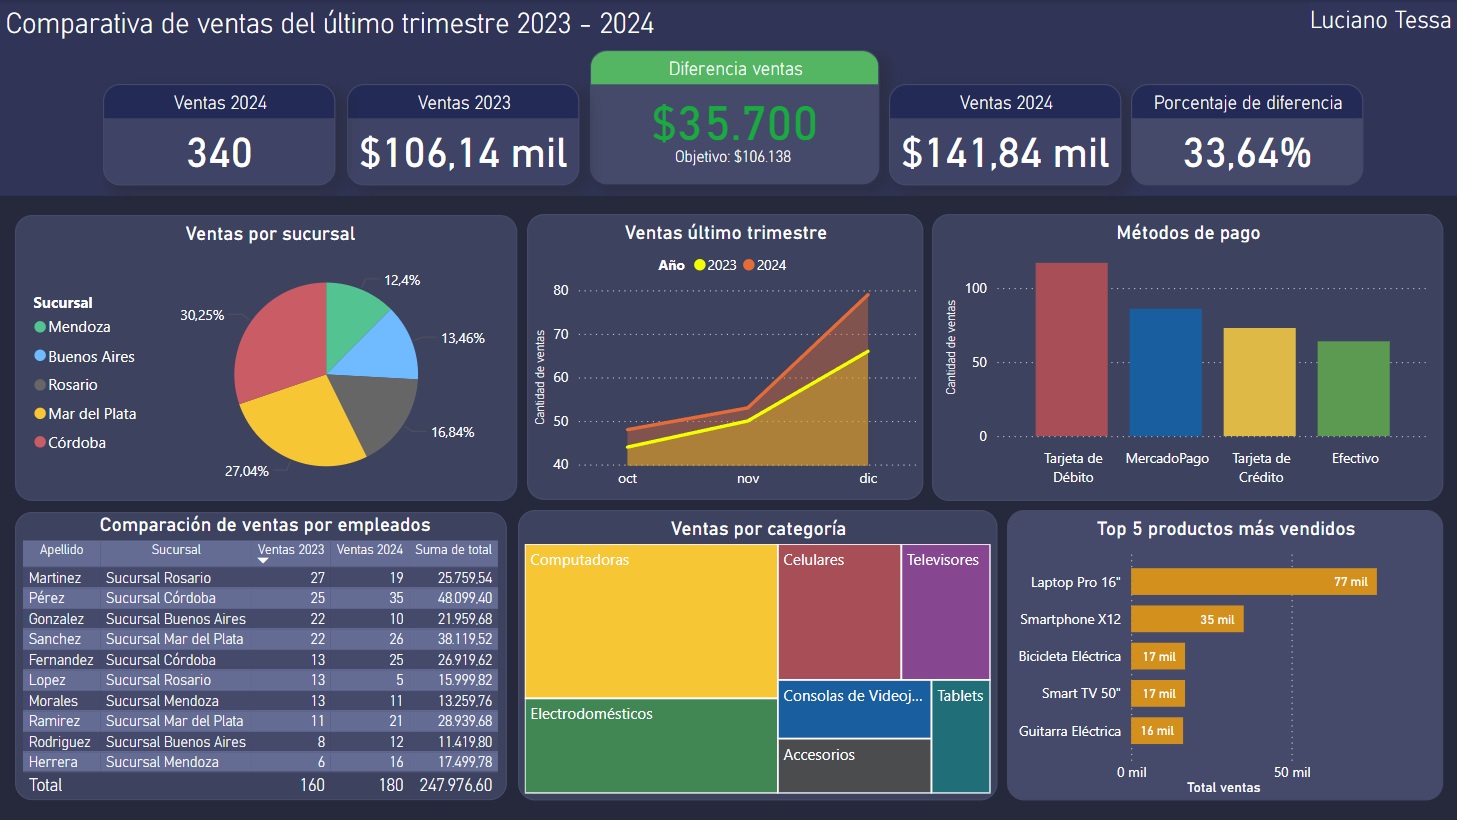 Comparativa de ventas del último trimestre 2023 - 2024
Luciano Tessa
Ventas 2024
340
Ventas 2023
$106,14 mil
Diferencia ventas
$35.700
Objetivo: $106.138
Ventas 2024
$141,84 mil
Porcentaje de diferencia
33,64%
Ventas por sucursal
Sucursal
Mendoza
Buenos Aires
Rosario
Mar del Plata
Córdoba
12,4%
13,46%
16,84%
27,04%
30,25%
Ventas último trimestre
Año 2023 2024
Cantidad de ventas
80
70
60
50
40
oct nov dic
Métodos de pago
Cantidad de ventas
100
50
0
Tarjeta de
Débito
MercadoPago
Tarjeta de
Crédito
Efectivo
Comparación de ventas por empleados
Apellido Sucursal Ventas 2023 Ventas 2024 Suma de total
Martinez Sucursal Rosario 27 19 25.759,54
Pérez Sucursal Córdoba 25 35 48.099,40
Gonzalez Sucursal Buenos Aires 22 10 21.959,68
Sanchez Sucursal Mar del Plata 22 26 38.119,52
Fernandez Sucursal Córdoba 13 25 26.919,62
Lopez Sucursal Rosario 13 5 15.999,82
Morales Sucursal Mendoza 13 11 13.259,76
Ramirez Sucursal Mar del Plata 11 21 28.939,68
Rodriguez Sucursal Buenos Aires 8 12 11.419,80
Herrera Sucursal Mendoza 6 16 17.499,78
Total 160 180 247.976,60
Ventas por categoría
Computadoras
Electrodomésticos
Celulares
Televisores
Consolas de Videoj...
Accesorios
Tablets
Top 5 productos más vendidos
Laptop Pro 16" 77 mil
Smartphone X12 35 mil
Bicicleta Eléctrica 17 mil
Smart TV 50" 17 mil
Guitarra Eléctrica 16 mil
0 mil 50 mil
Total ventas